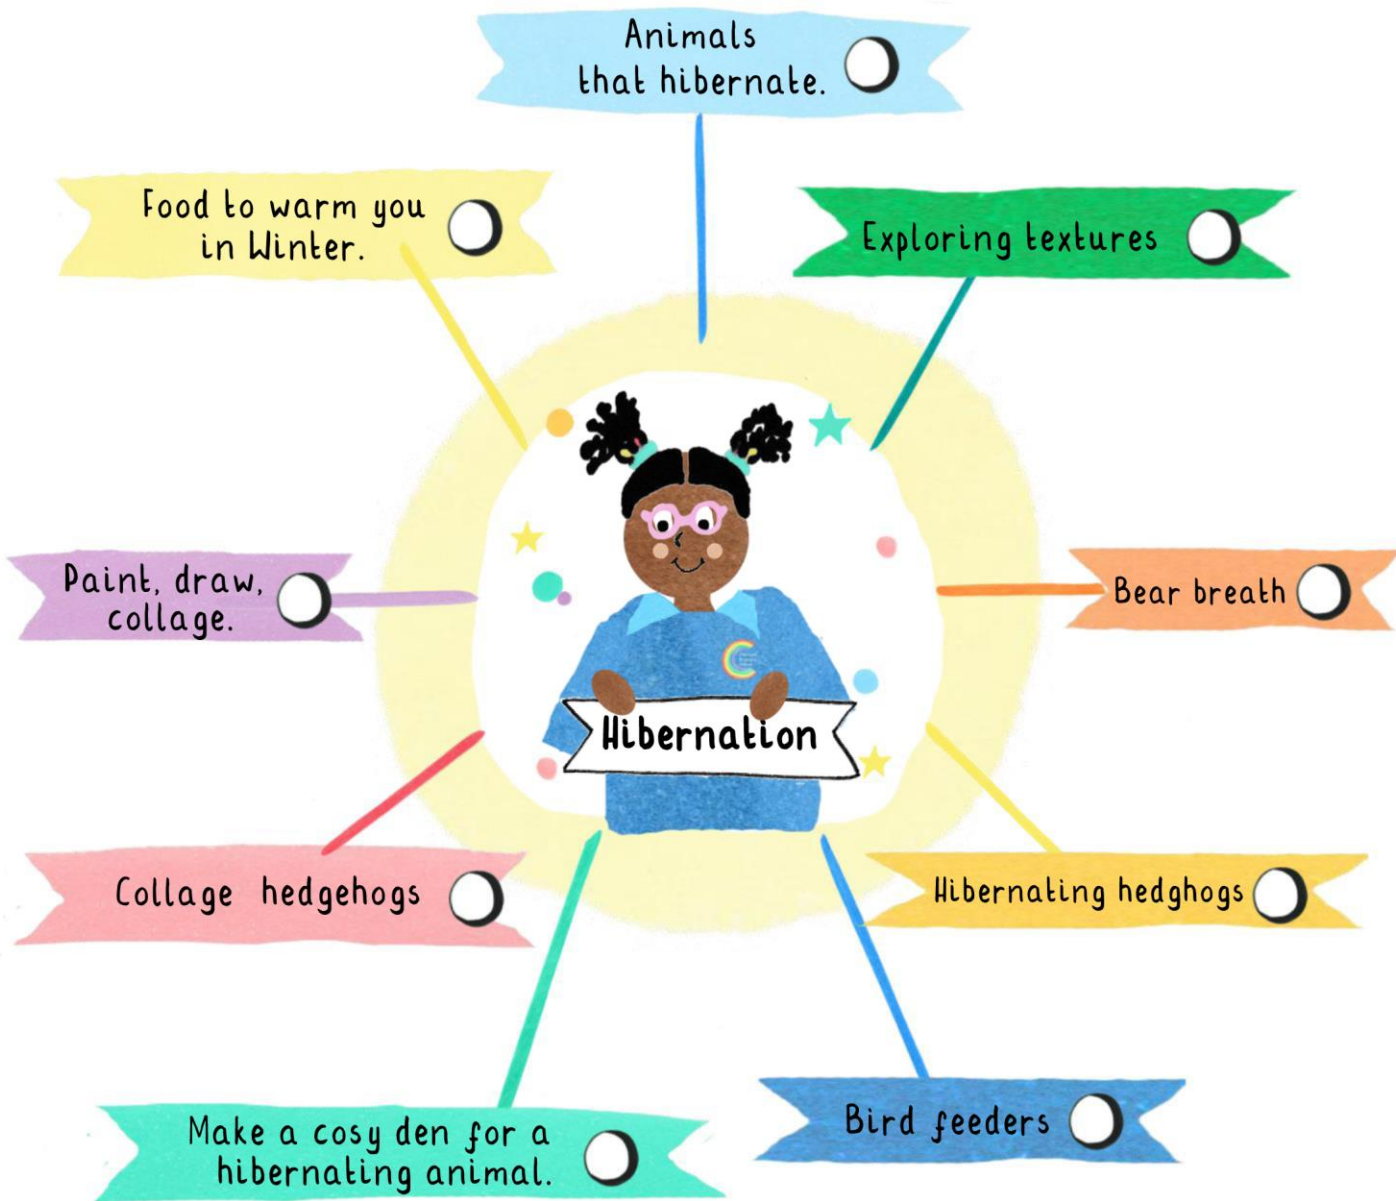 Animals
that hibernate.
Food to warm you
in Winter.
Exploring textures
Paint, draw,
collage.
Bear breath
Hibernation
Collage hedgehogs
Hibernating hedghogs
Make a cosy den for a
hibernating animal.
Bird feeders